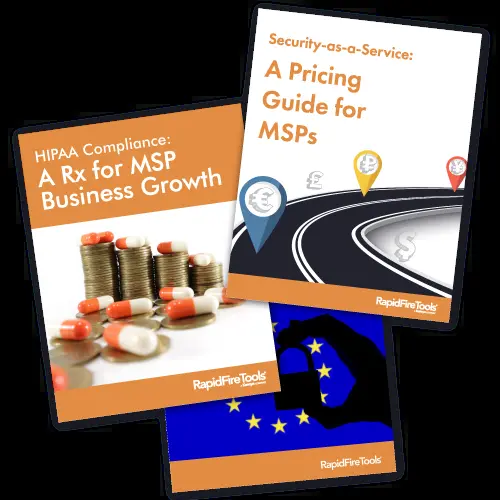 Security-as-a-Service:
A Pricing
Guide for
MSPs
RapidFireTools
HIPAA Compliance:
A Rx for MSP
Business Growth
RapidFireTools
RapidFireTools